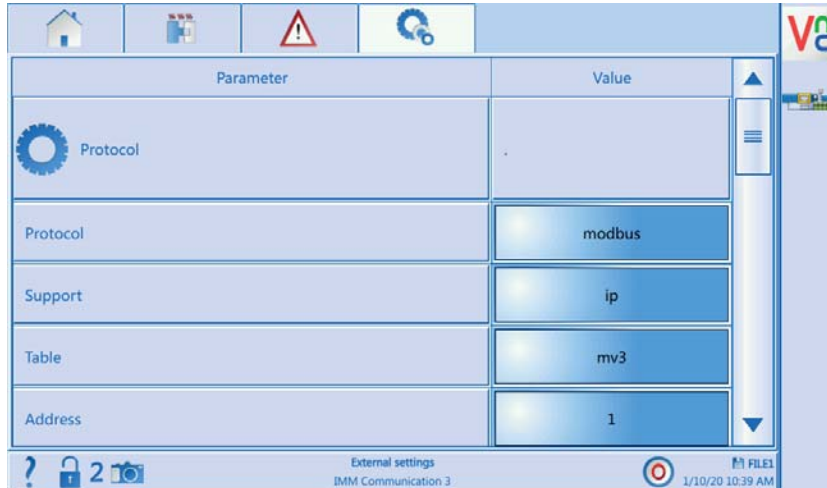 Parameter Value
Protocol .
Protocol modbus
Support ip
Table mv3
Address 1
? 2 External settings FILE1
IMM Communication 3 1/10/20 10:39 AM